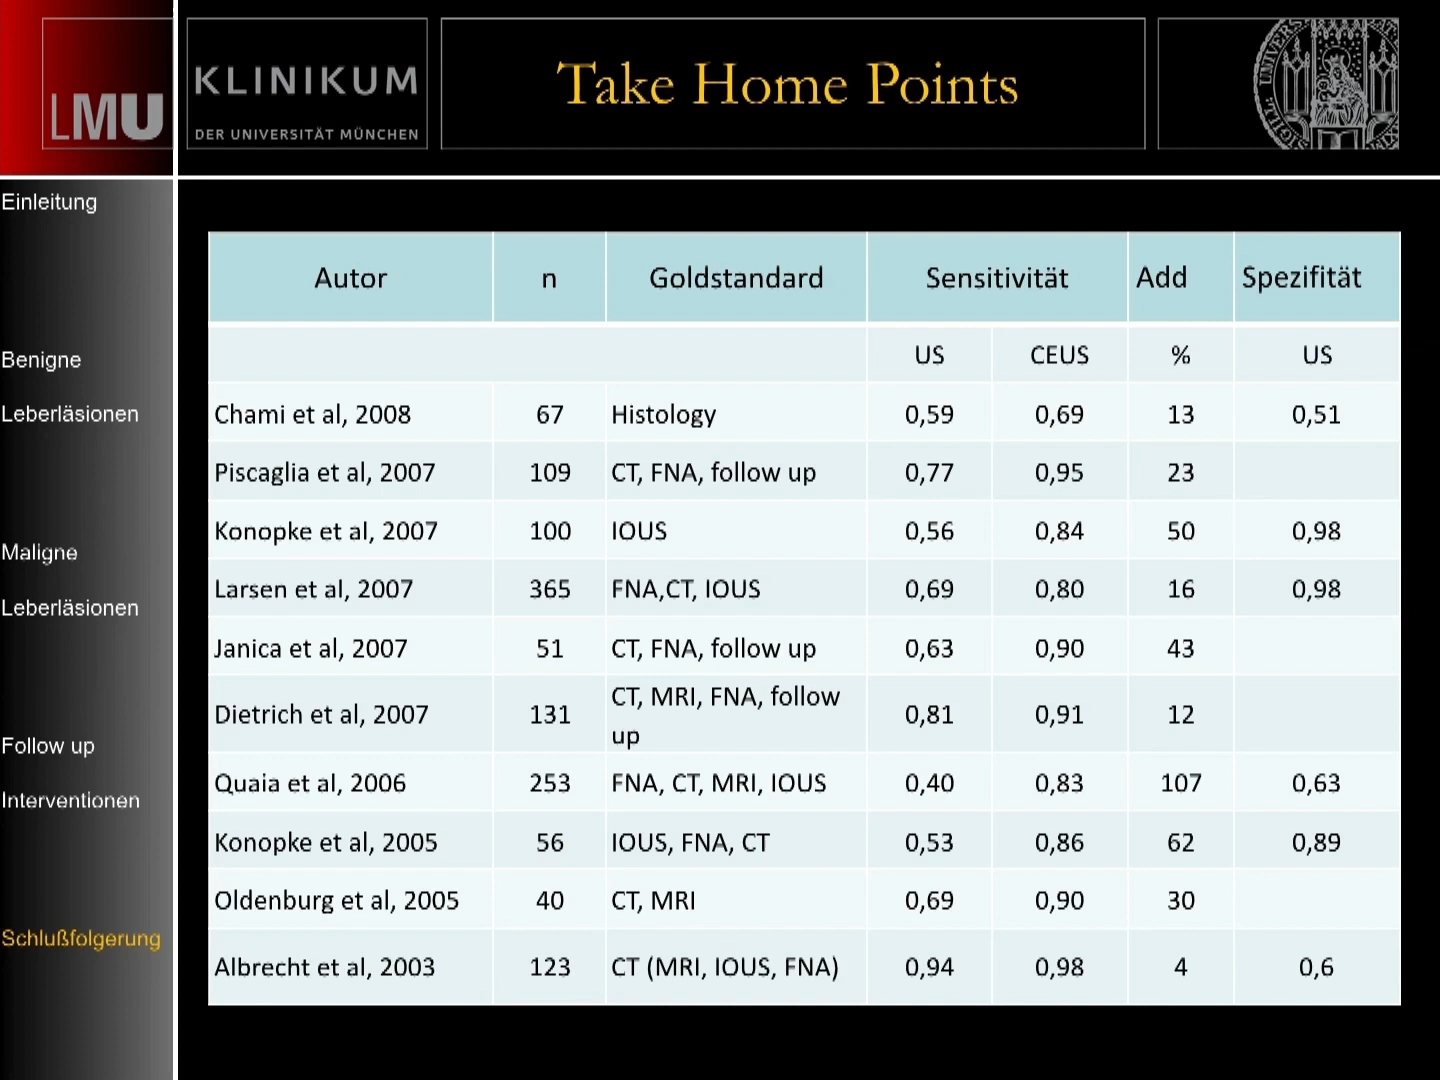 LMU
KLINIKUM
DER UNIVERSITÄT MÜNCHEN
Take Home Points
Einleitung
Benigne
Leberläsionen
Maligne
Leberläsionen
Follow up
Interventionen
Schlußfolgerung
Autor n Goldstandard Sensitivität Add Spezifität
US CEUS % US
Chami et al, 2008 67 Histology 0,59 0,69 13 0,51
Piscaglia et al, 2007 109 CT, FNA, follow up 0,77 0,95 23
Konopke et al, 2007 100 IOUS 0,56 0,84 50 0,98
Larsen et al, 2007 365 FNA,CT, IOUS 0,69 0,80 16 0,98
Janica et al, 2007 51 CT, FNA, follow up 0,63 0,90 43
Dietrich et al, 2007 131 CT, MRI, FNA, follow
up 0,81 0,91 12
Quaia et al, 2006 253 FNA, CT, MRI, IOUS 0,40 0,83 107 0,63
Konopke et al, 2005 56 IOUS, FNA, CT 0,53 0,86 62 0,89
Oldenburg et al, 2005 40 CT, MRI 0,69 0,90 30
Albrecht et al, 2003 123 CT (MRI, IOUS, FNA) 0,94 0,98 4 0,6